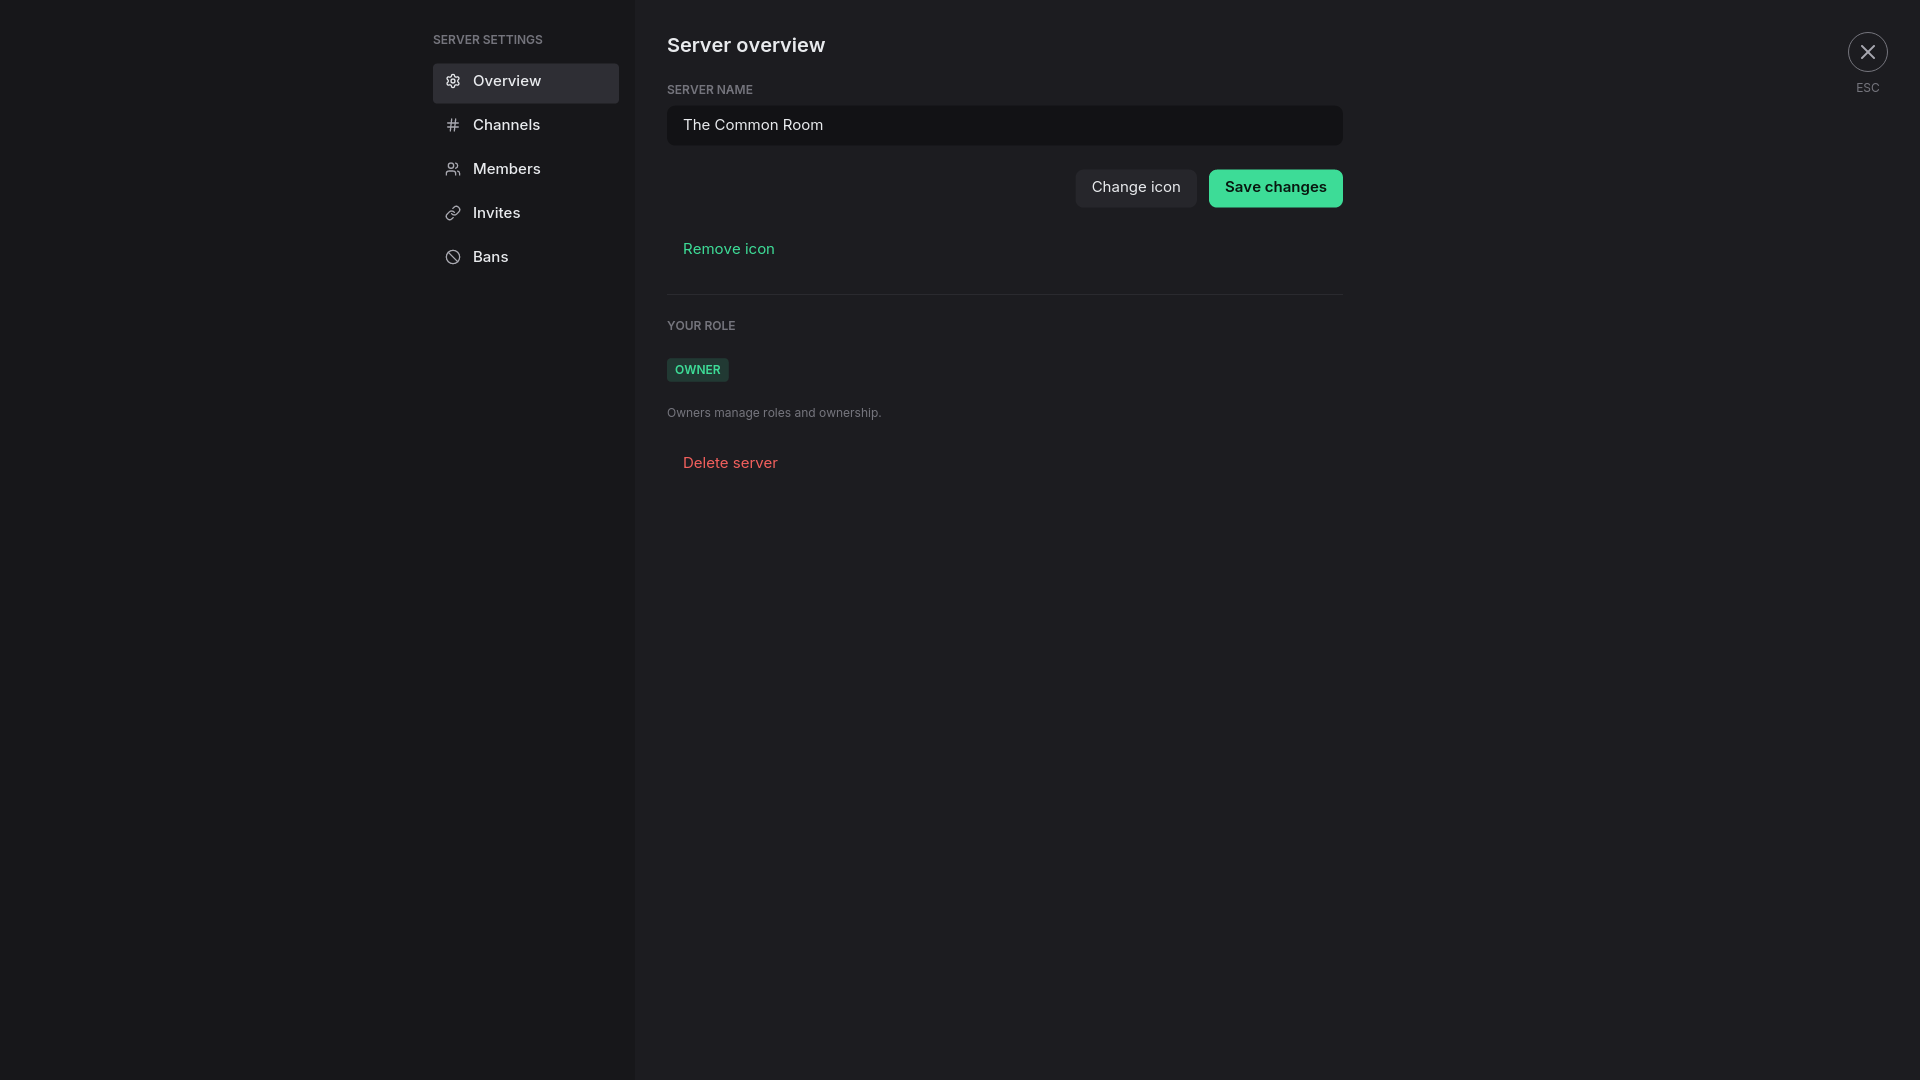 SERVER SETTINGS
Overview
Channels
Members
Invites
Bans
Server overview
SERVER NAME
The Common Room
Change icon
Save changes
Remove icon
YOUR ROLE
OWNER
Owners manage roles and ownership.
Delete server
ESC